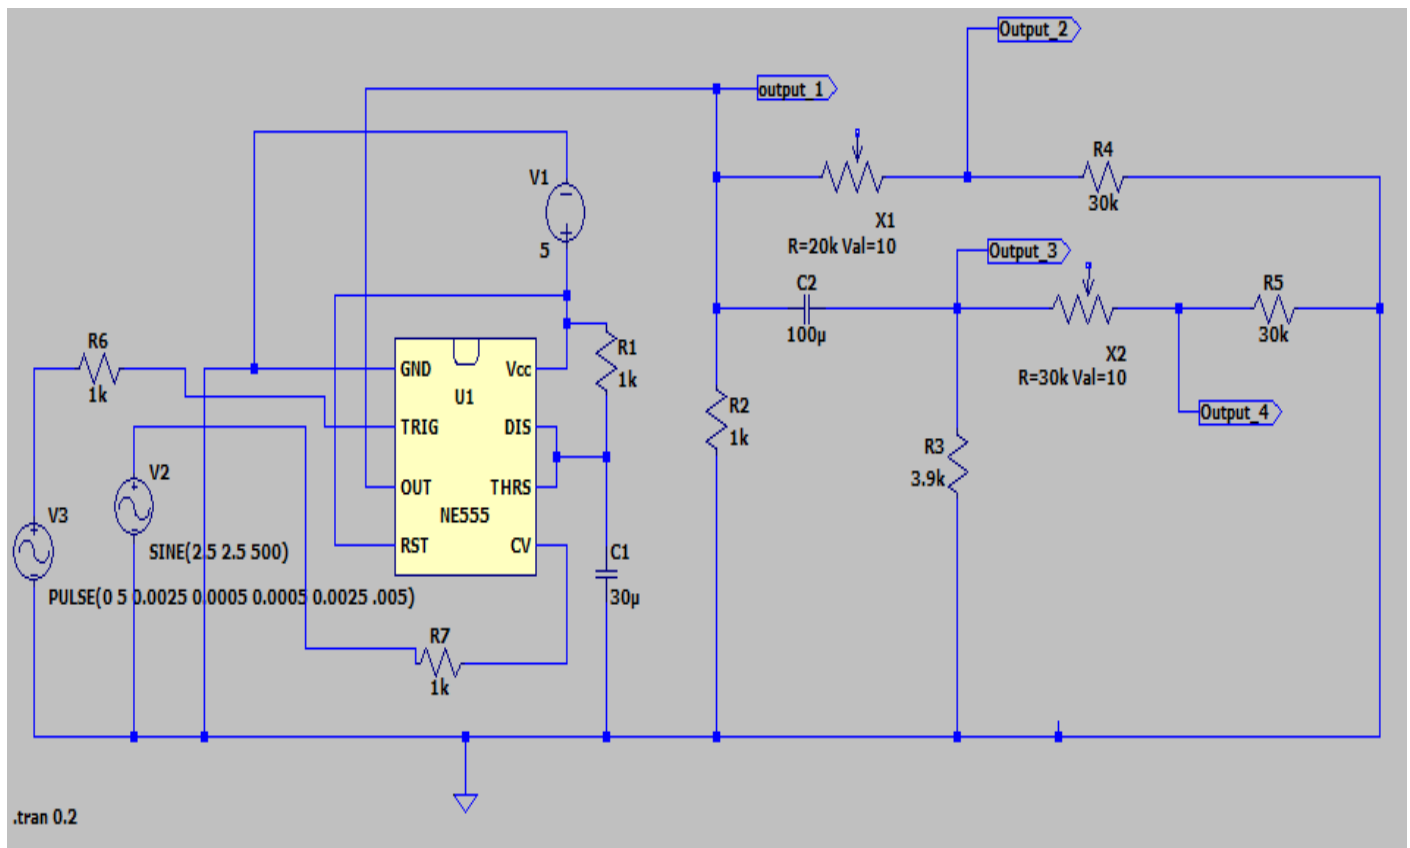 Output_2
output_1
R4
30k
V1
5
X1
R=20k Val=10
Output_3
C2
100µ
R5
30k
X2
R=30k Val=10
R6
1k
R1
1k
GND
Vcc
U1
TRIG
DIS
OUT
THRS
NE555
RST
CV
R2
1k
Output_4
R3
3.9k
V2
SINE(2.5 2.5 500)
V3
PULSE(0 5 0.0025 0.0005 0.0005 0.0025 .005)
C1
30µ
R7
1k
.tran 0.2